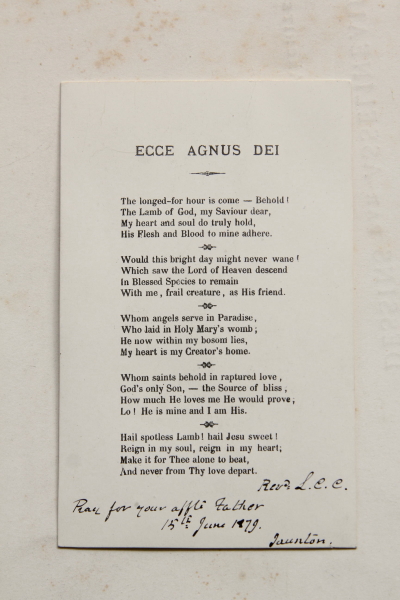 ECCE AGNUS DEI
The longed-for hour is come — Behold!
The Lamb of God, my Saviour dear,
My heart and soul do truly hold,
His Flesh and Blood to mine adhere.
Would this bright day might never wane!
Which saw the Lord of Heaven descend
In Blessed Species to remain
With me, frail creature, as His friend.
Whom angels serve in Paradise,
Who laid in Holy Mary's womb;
He now within my bosom lies,
My heart is my Creator's home.
Whom saints behold in raptured love,
God's only Son, — the Source of bliss;
How much He loves me He would prove,
Lo! He is mine and I am His.
Hail spotless Lamb! hail Jesu sweet!
Reign in my soul, reign in my heart;
Make it for Thee alone to beat,
And never from Thy love depart.
Revd. L.C.C.
Pray for your affte Father
15th June 1879.
Taunton.